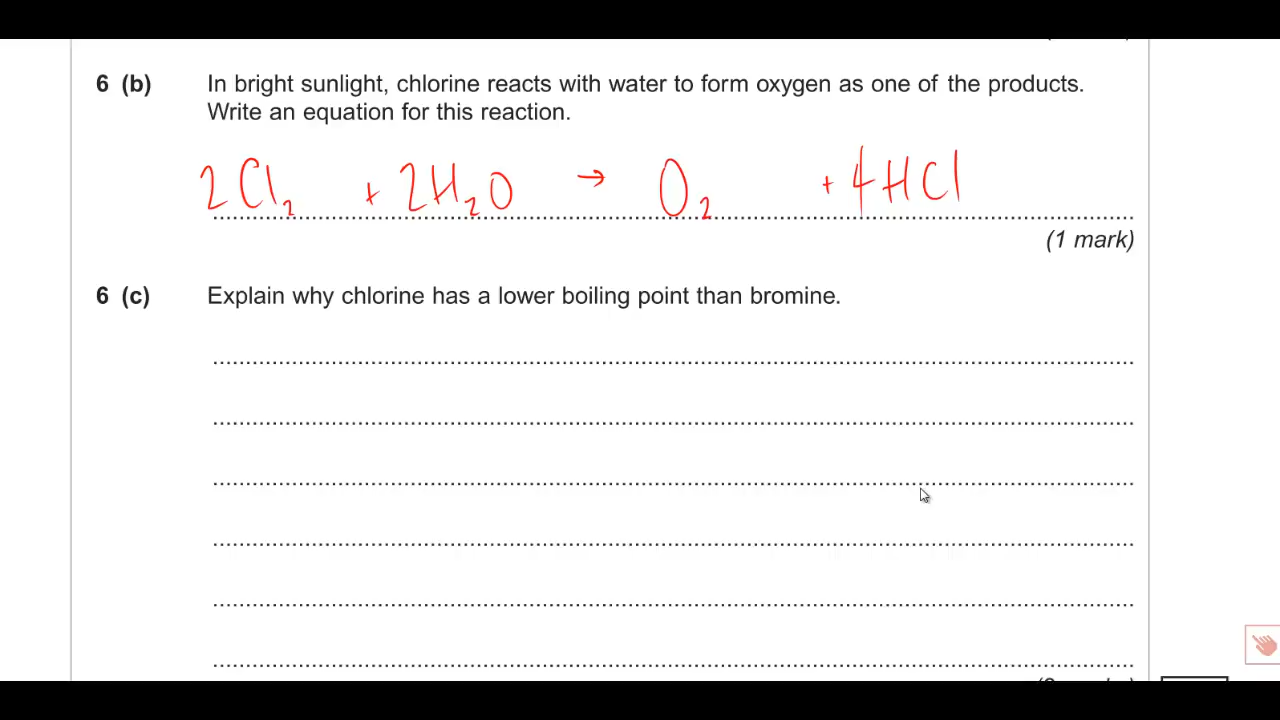 6 (b) In bright sunlight, chlorine reacts with water to form oxygen as one of the products.
Write an equation for this reaction.
2Cl₂ + 2H₂O → O₂ + 4HCl
(1 mark)
6 (c) Explain why chlorine has a lower boiling point than bromine.